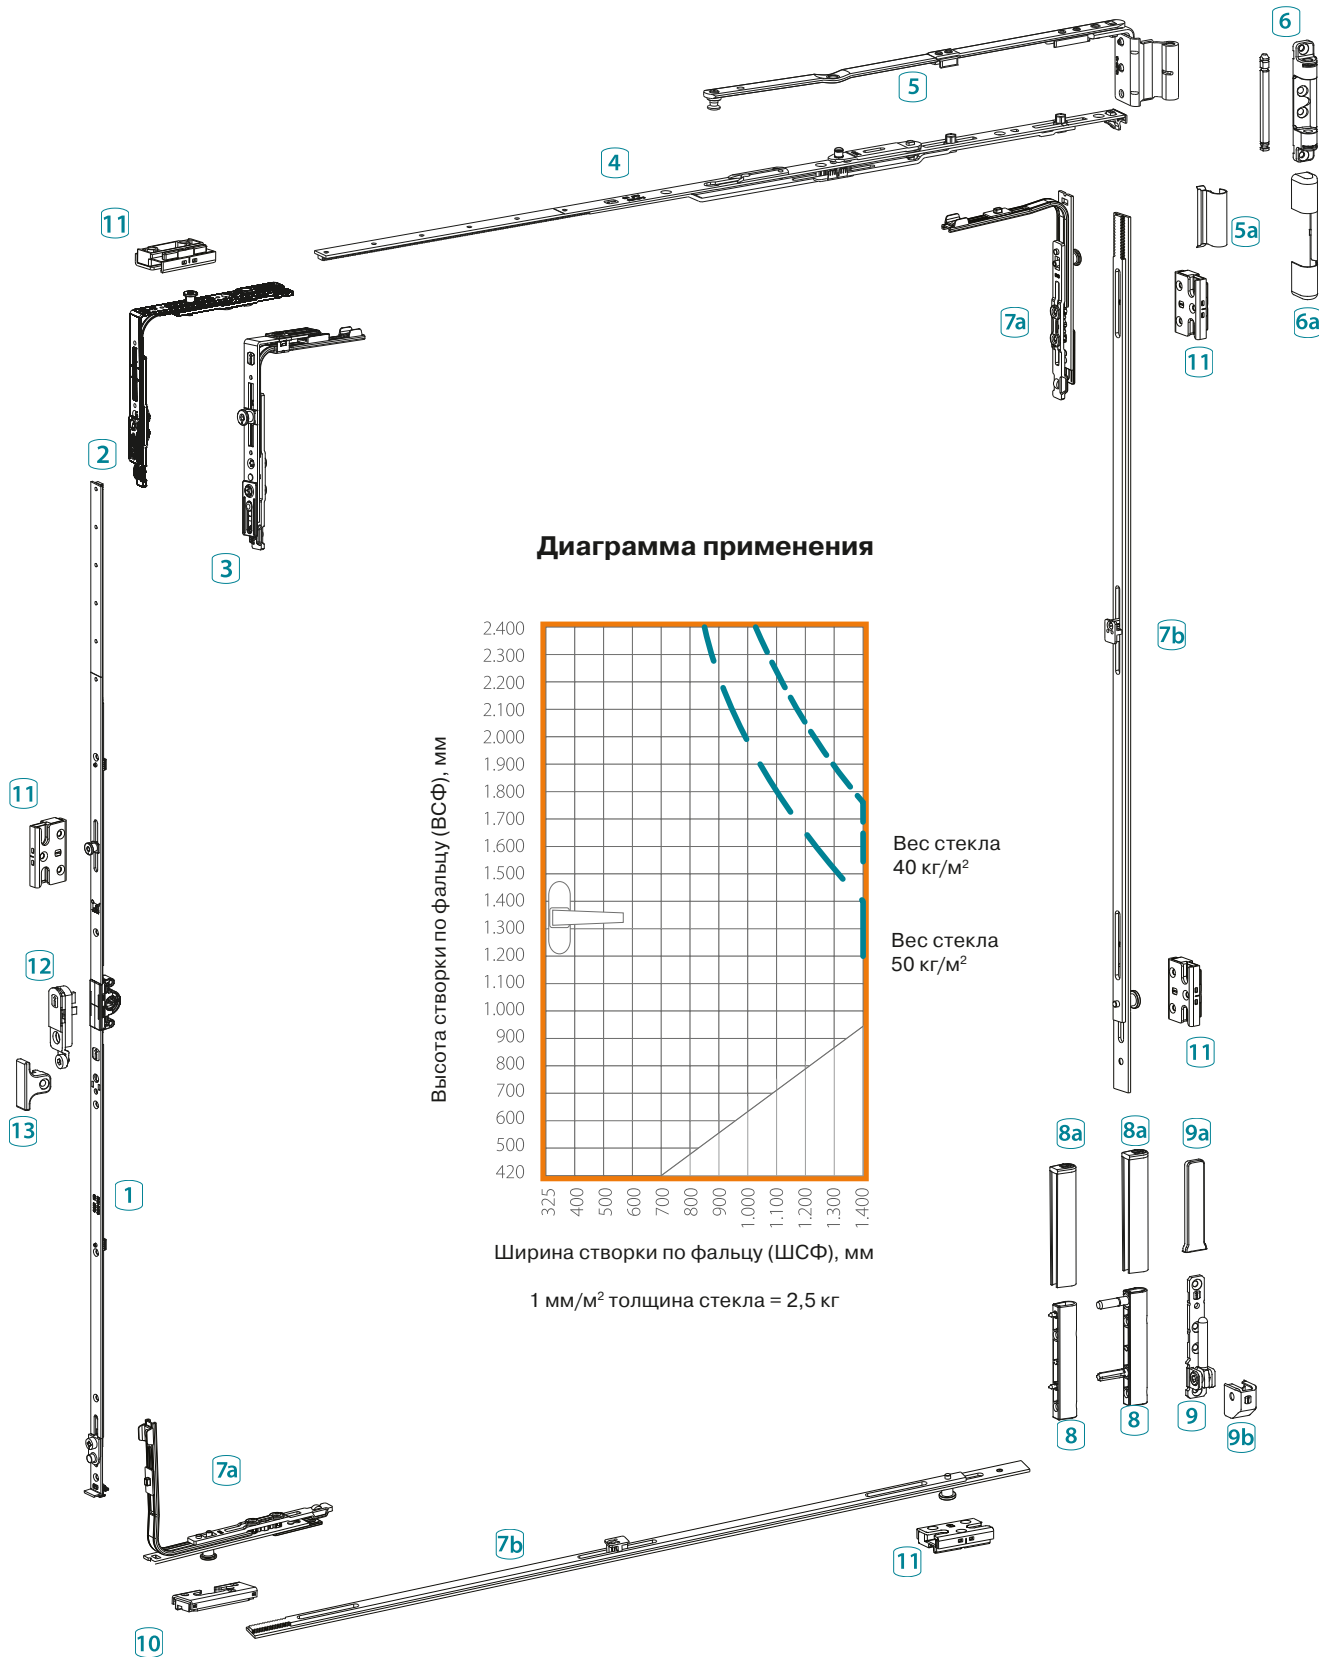 6
5
4
11
5a
7a
6a
11
2
3
Диаграмма применения
2.400
2.300
2.200
2.100
2.000
1.900
1.800
1.700
1.600
1.500
1.400
1.300
1.200
1.100
1.000
900
800
700
600
500
420
Высота створки по фальцу (ВСФ), мм
325
400
500
600
700
800
900
1.000
1.100
1.200
1.300
1.400
Ширина створки по фальцу (ШСФ), мм
1 мм/м² толщина стекла = 2,5 кг
Вес стекла
40 кг/м²
Вес стекла
50 кг/м²
7b
11
12
13
1
11
8a
8a
9a
8
8
9
9b
7a
7b
11
10